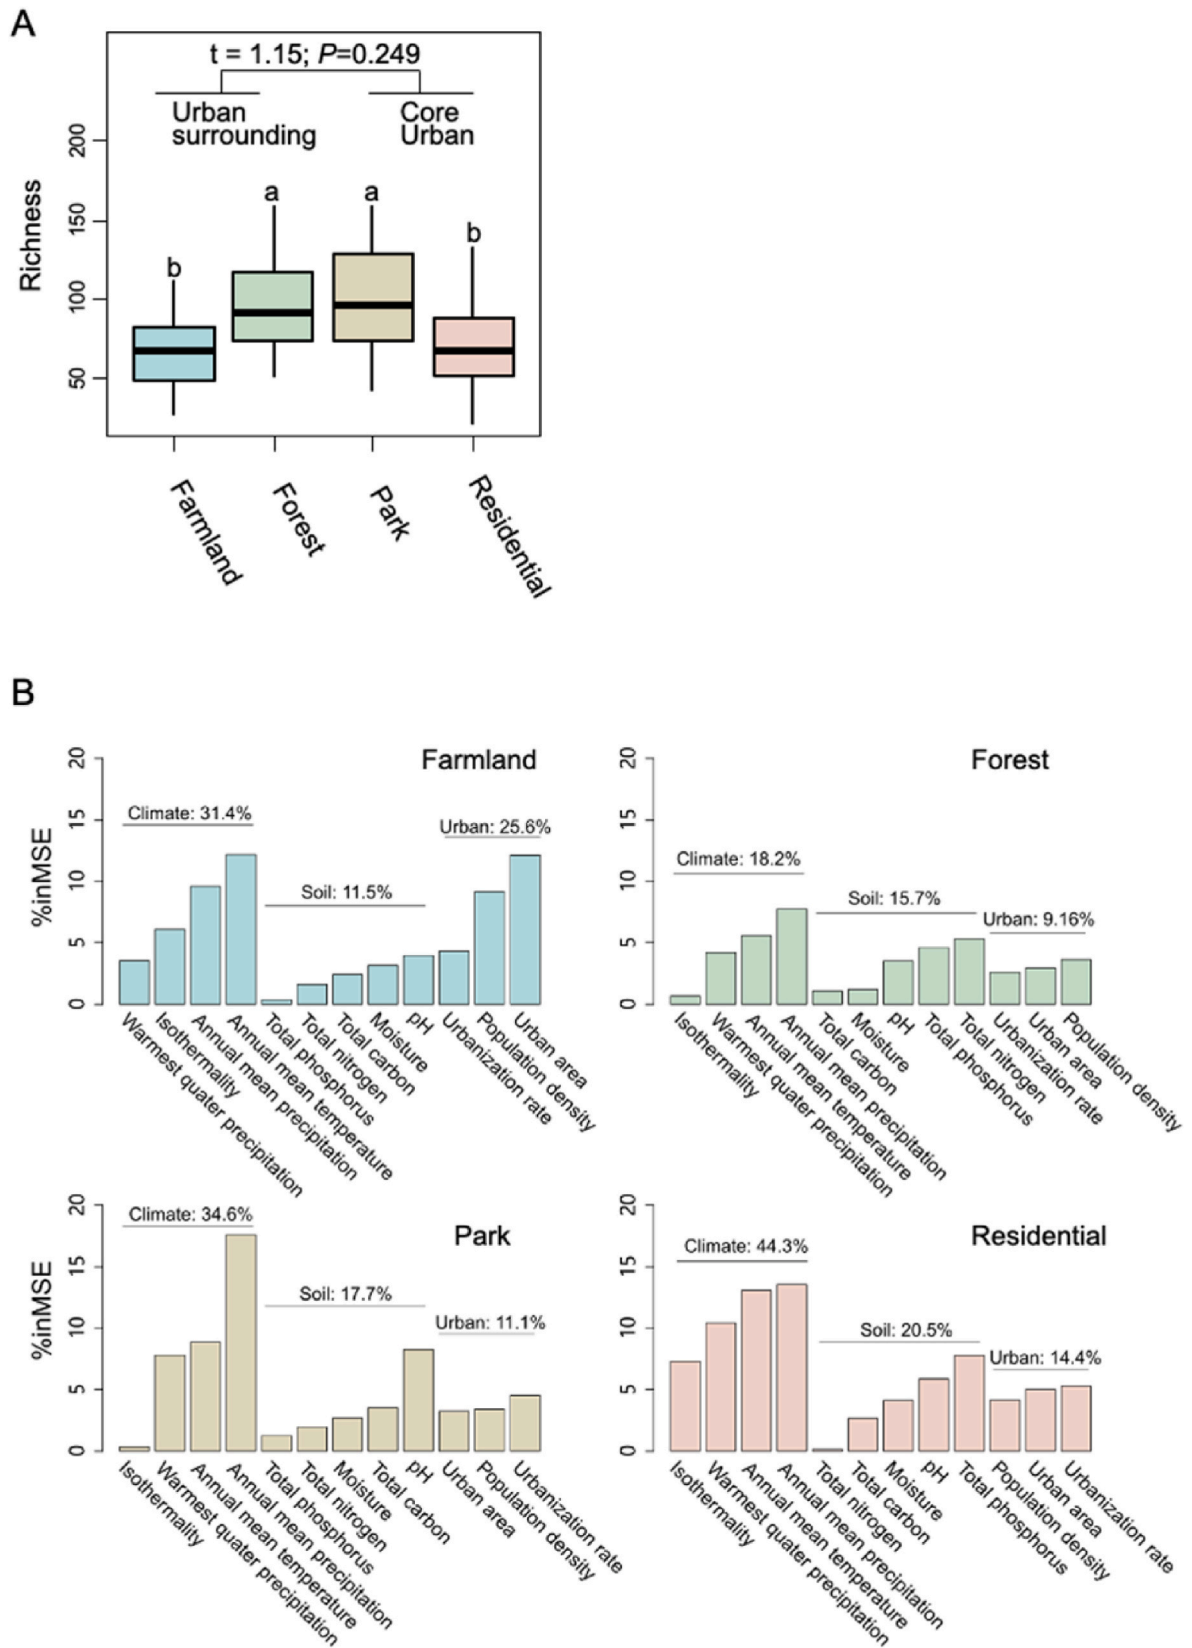 A
t = 1.15; P=0.249
Urban
surrounding
Core
Urban
a
a
b
b
Richness
200
150
100
50
Farmland
Forest
Park
Residential
B
Farmland
%inMSE
20
15
10
5
0
Climate: 31.4%
Soil: 11.5%
Urban: 25.6%
Warmest quater precipitation
Isothermality
Annual mean precipitation
Annual mean temperature
Total phosphorus
Total nitrogen
Total carbon
Moisture
pH
Urbanization rate
Population density
Urban area
Forest
20
15
10
5
0
Climate: 18.2%
Soil: 15.7%
Urban: 9.16%
Isothermality
Warmest quater precipitation
Annual mean temperature
Annual mean precipitation
Total carbon
Moisture
pH
Total phosphorus
Total nitrogen
Urbanization rate
Urban area
Population density
Park
%inMSE
20
15
10
5
0
Climate: 34.6%
Soil: 17.7%
Urban: 11.1%
Isothermality
Warmest quater precipitation
Annual mean temperature
Annual mean precipitation
Total phosphorus
Total nitrogen
Moisture
Total carbon
pH
Urban area
Population density
Urbanization rate
Residential
20
15
10
5
0
Climate: 44.3%
Soil: 20.5%
Urban: 14.4%
Isothermality
Warmest quater precipitation
Annual mean temperature
Annual mean precipitation
Total nitrogen
Total carbon
Moisture
pH
Total phosphorus
Population density
Urban area
Urbanization rate